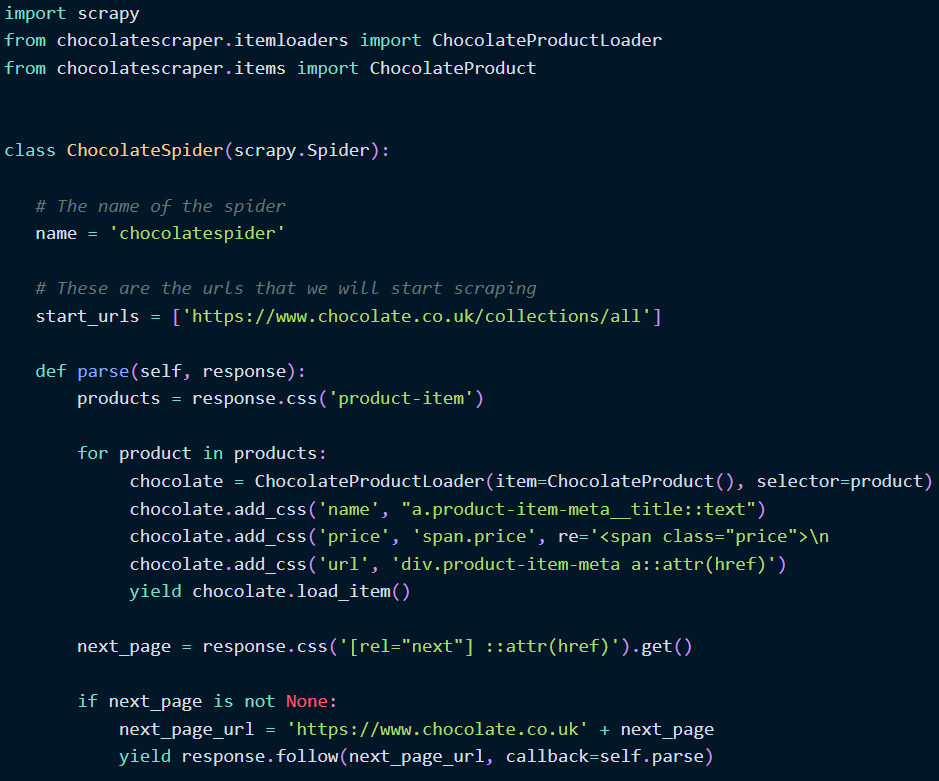 import scrapy
from chocolatescraper.itemloaders import ChocolateProductLoader
from chocolatescraper.items import ChocolateProduct
class ChocolateSpider(scrapy.Spider):
# The name of the spider
name = 'chocolatespider'
# These are the urls that we will start scraping
start_urls = ['https://www.chocolate.co.uk/collections/all']
def parse(self, response):
products = response.css('product-item')
for product in products:
chocolate = ChocolateProductLoader(item=ChocolateProduct(), selector=product)
chocolate.add_css('name', "a.product-item-meta__title::text")
chocolate.add_css('price', 'span.price', re='<span class="price">\n
chocolate.add_css('url', 'div.product-item-meta a::attr(href)')
yield chocolate.load_item()
next_page = response.css('[rel="next"] ::attr(href)').get()
if next_page is not None:
next_page_url = 'https://www.chocolate.co.uk' + next_page
yield response.follow(next_page_url, callback=self.parse)